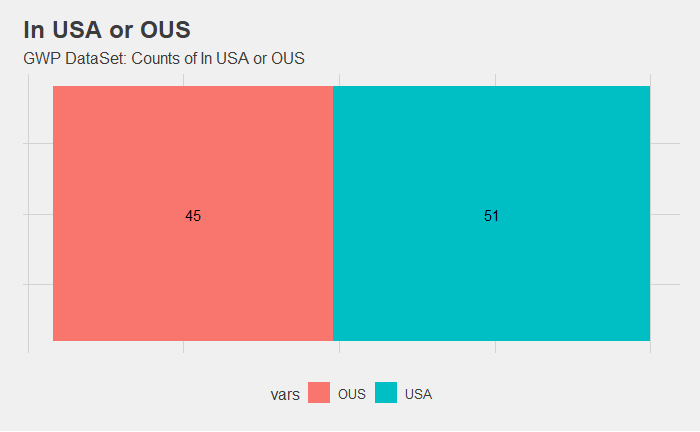 In USA or OUS
GWP DataSet: Counts of In USA or OUS
45 51
vars OUS USA